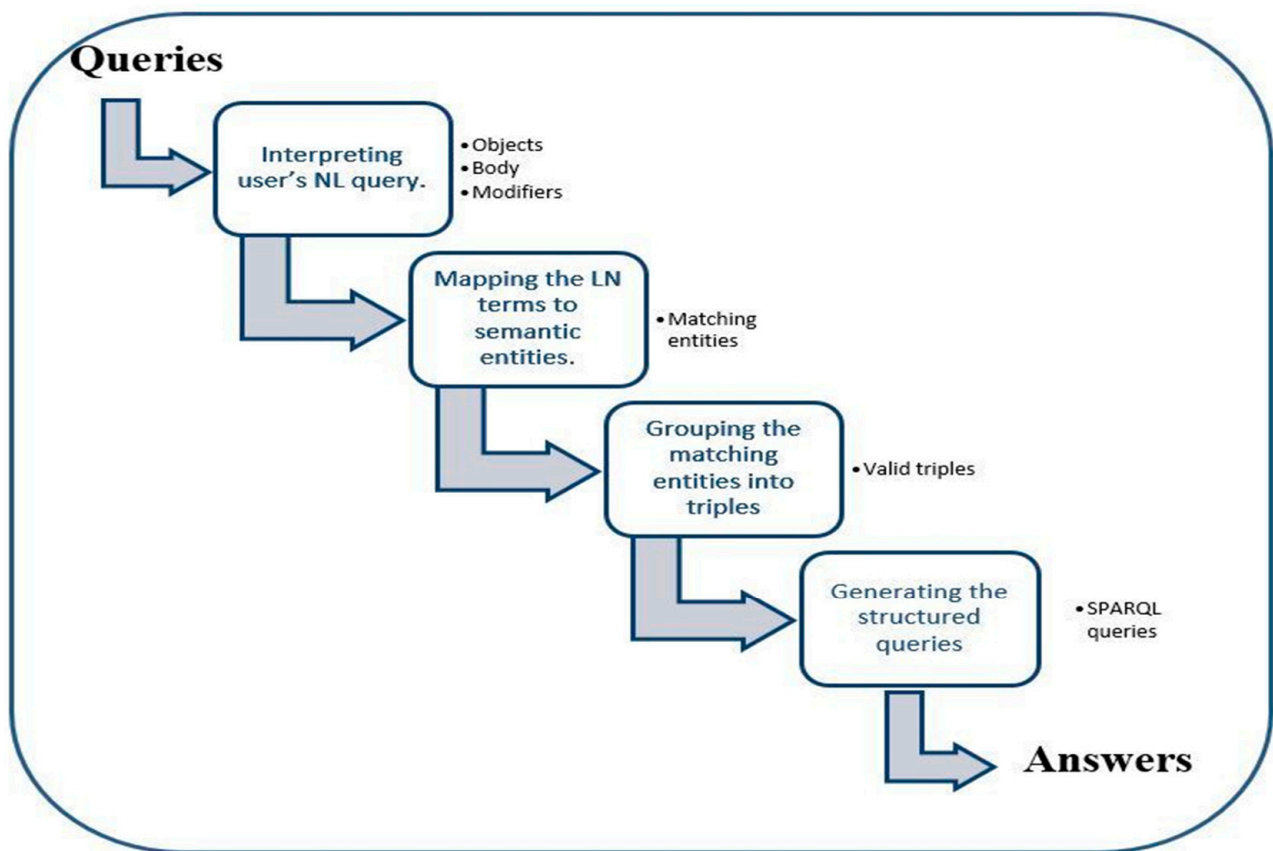 Queries
Interpreting
user's NL query.
• Objects
• Body
• Modifiers
Mapping the LN
terms to
semantic
entities.
• Matching
entities
Grouping the
matching
entities into
triples
• Valid triples
Generating the
structured
queries
• SPARQL
queries
Answers